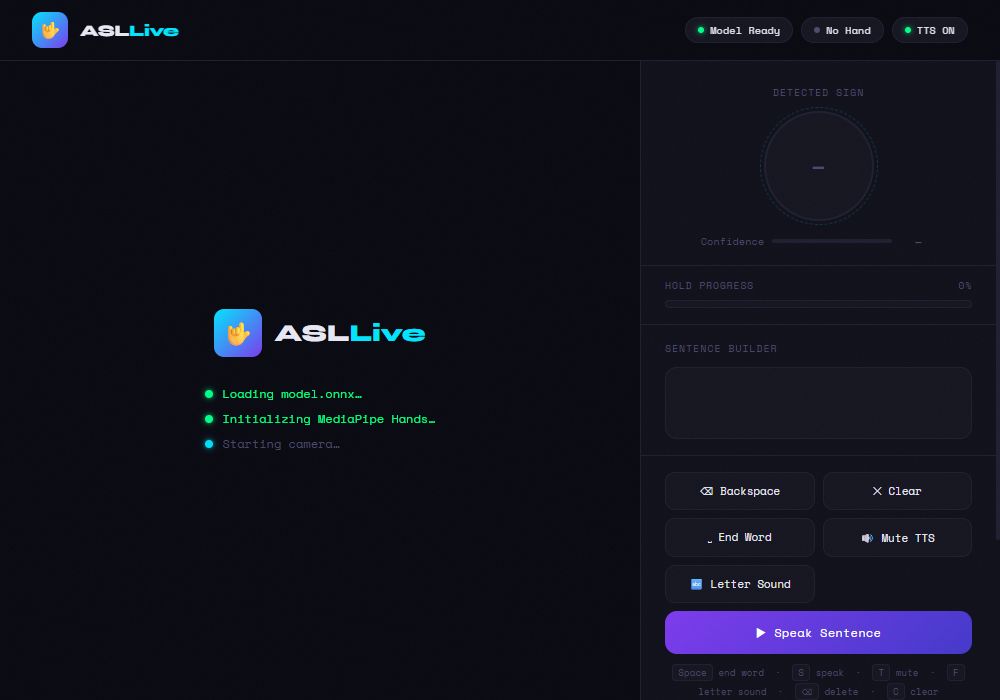 ASLLive
Model Ready
No Hand
TTS ON
ASLLive
Loading model.onnx…
Initializing MediaPipe Hands…
Starting camera…
DETECTED SIGN
—
Confidence —
HOLD PROGRESS 0%
SENTENCE BUILDER
⌫ Backspace
✕ Clear
⎵ End Word
🔊 Mute TTS
🔤 Letter Sound
▶ Speak Sentence
Space end word · S speak · T mute · F
letter sound · ⌫ delete · C clear